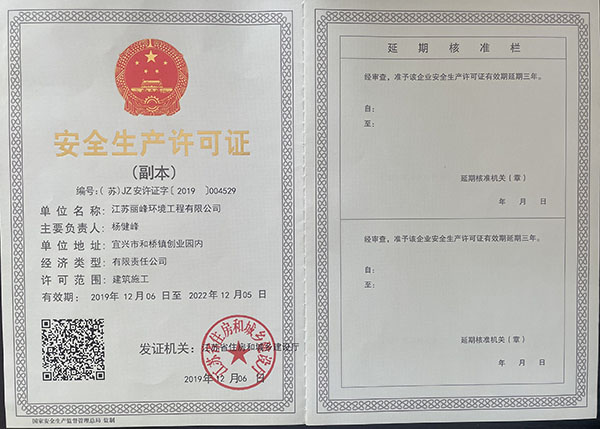 安全生产许可证
(副本)
编号:(苏)JZ安许证字〔2019〕004529
单位名称:江苏丽峰环境工程有限公司
主要负责人:杨健峰
单位地址:宜兴市和桥镇创业园内
经济类型:有限责任公司
许可范围:建筑施工
有效期:2019年12月06日至2022年12月05日
发证机关:江苏省住房和城乡建设厅
江苏省住房和城乡建设厅
2019年12月06日
国家安全生产监督管理总局 监制
延期核准栏
经审查,准予该企业安全生产许可证有效期延期三年。
自:
至:
延期核准机关(章)
年 月 日
经审查,准予该企业安全生产许可证有效期延期三年。
自:
至:
延期核准机关(章)
年 月 日